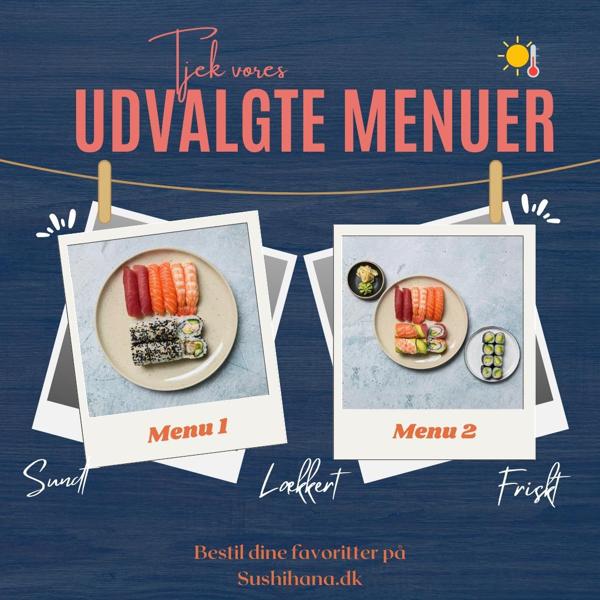 Tjek vores
UDVALGTE MENUER
Menu 1
Menu 2
Sundt
Lækkert
Friskt
Bestil dine favoritter på
Sushihana.dk